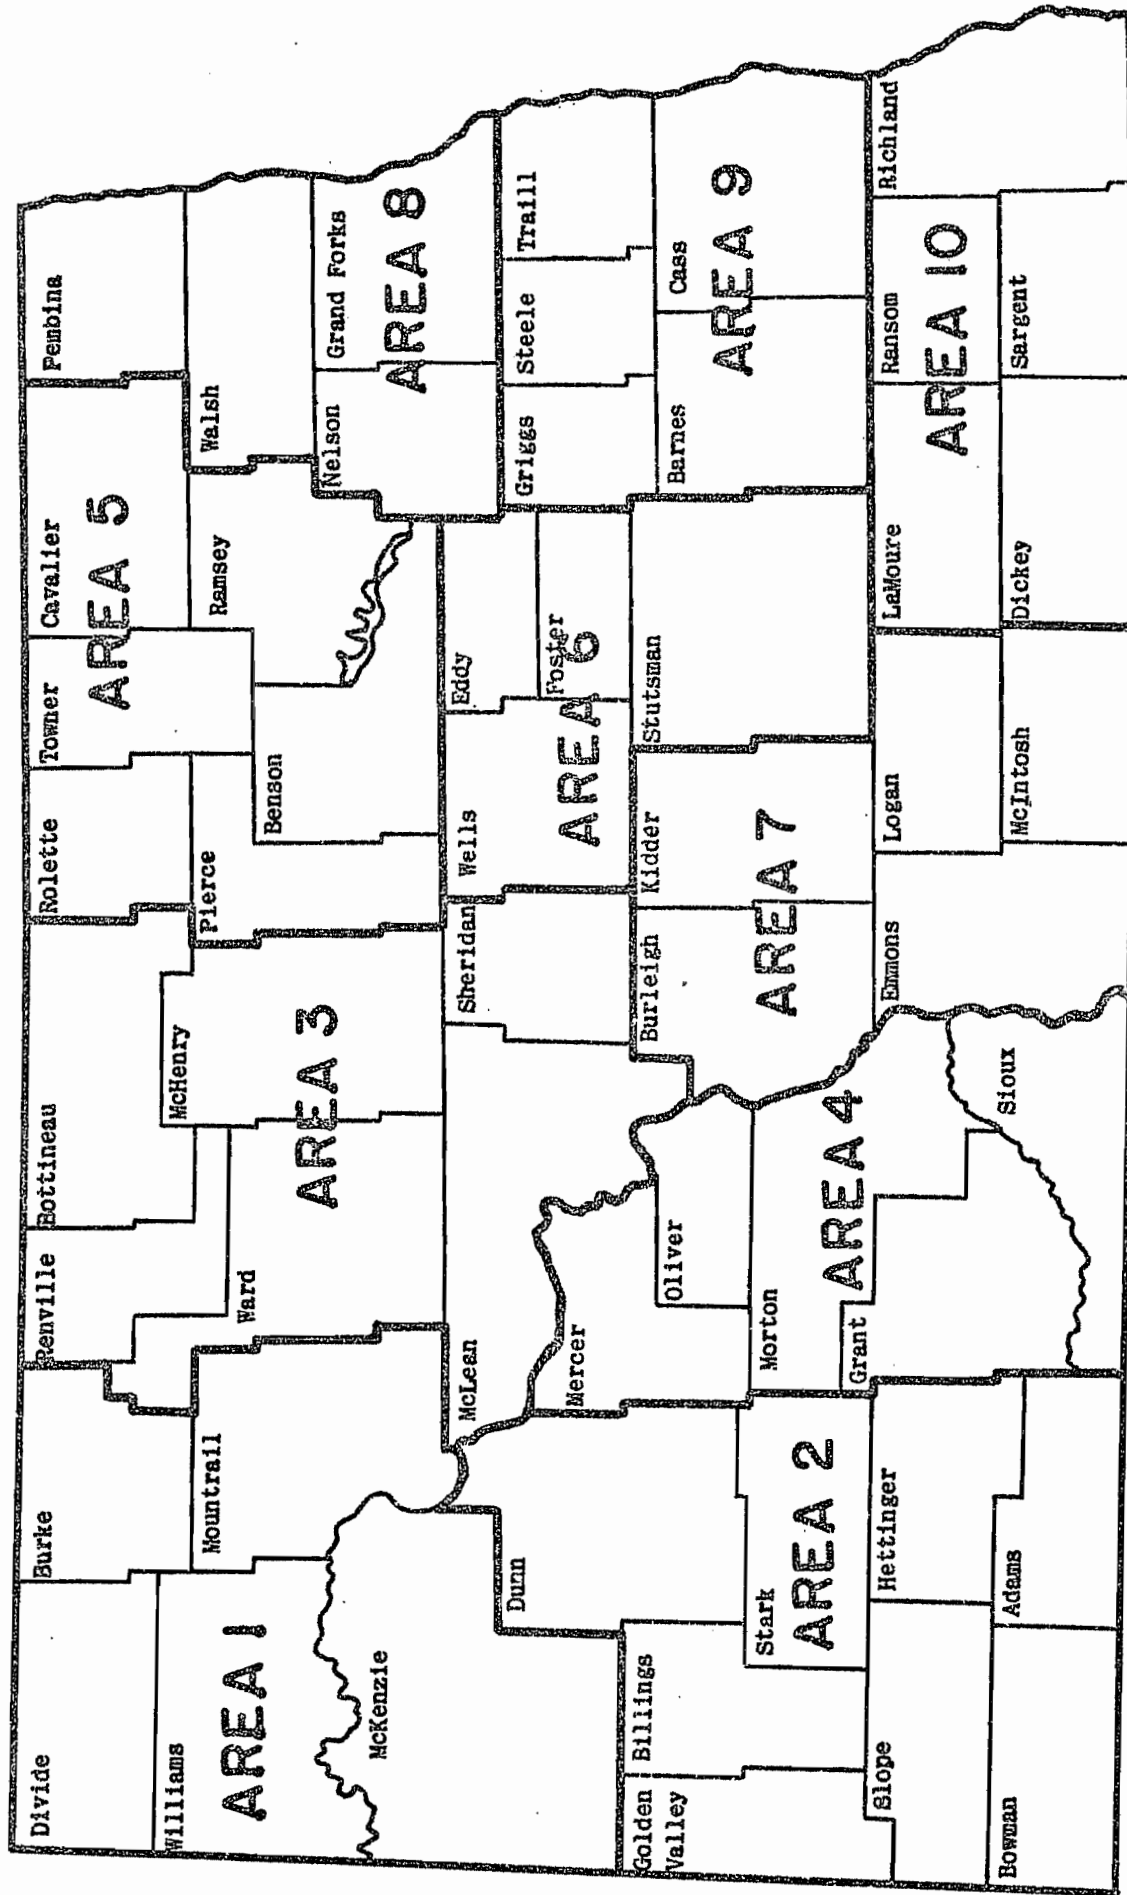 Divide
Burke
Renville
Bottineau
Rolette
Towner
Cavalier
Pembina
AREA 5
Williams
Mountrail
Ward
McHenry
Pierce
Benson
Ramsey
Walsh
AREA 1
AREA 3
Nelson
Grand Forks
AREA 8
McKenzie
McLean
Sheridan
Wells
Eddy
Foster
AREA 6
Griggs
Steele
Traill
Dunn
Mercer
Oliver
Golden
Valley
Billings
Burleigh
Kidder
Stutsman
Barnes
Cass
AREA 9
Stark
AREA 2
Morton
AREA 4
AREA 7
Grant
Slope
Hettinger
Emmons
Logan
LaMoure
Ransom
Richland
AREA 10
Bowman
Adams
Sioux
McIntosh
Dickey
Sargent